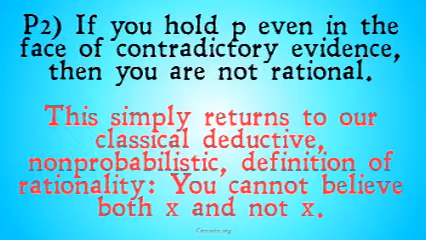 P2) If you hold p even in the
face of contradictory evidence,
then you are not rational.
This simply returns to our
classical deductive,
nonprobabilistic, definition of
rationality: You cannot believe
both x and not x.